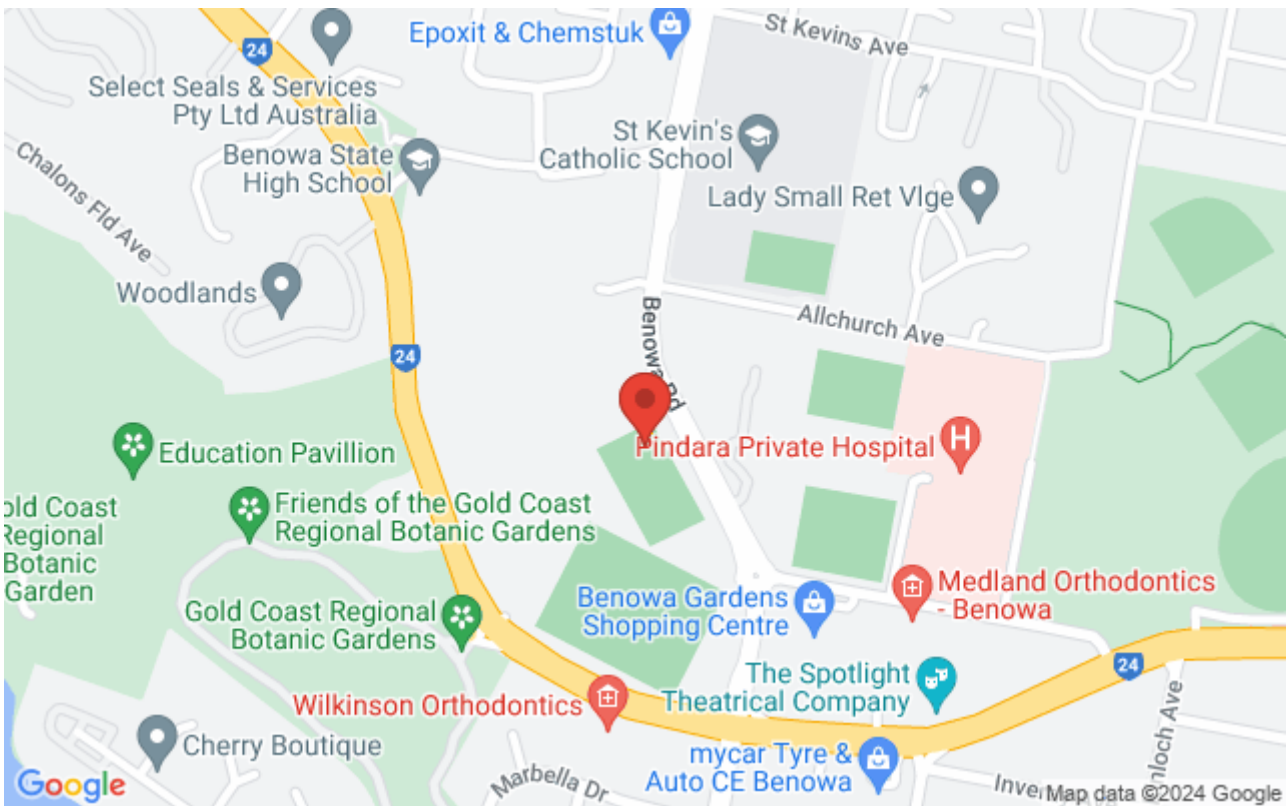 St Kevins Ave
Epoxit & Chemstuk
24
Select Seals & Services
Pty Ltd Australia
St Kevin's
Catholic School
Benowa State
High School
Chalons Fld Ave
Lady Small Ret Vlge
Woodlands
Benowa Rd
Allchurch Ave
24
Pindara Private Hospital
H
Education Pavillion
Friends of the Gold Coast
Regional Botanic Gardens
old Coast
Regional
Botanic
Garden
Medland Orthodontics
- Benowa
Benowa Gardens
Shopping Centre
Gold Coast Regional
Botanic Gardens
24
The Spotlight
Theatrical Company
Wilkinson Orthodontics
Cherry Boutique
mycar Tyre &
Auto CE Benowa
Marbella Dr
nloch Ave
Google
Map data ©2024 Google